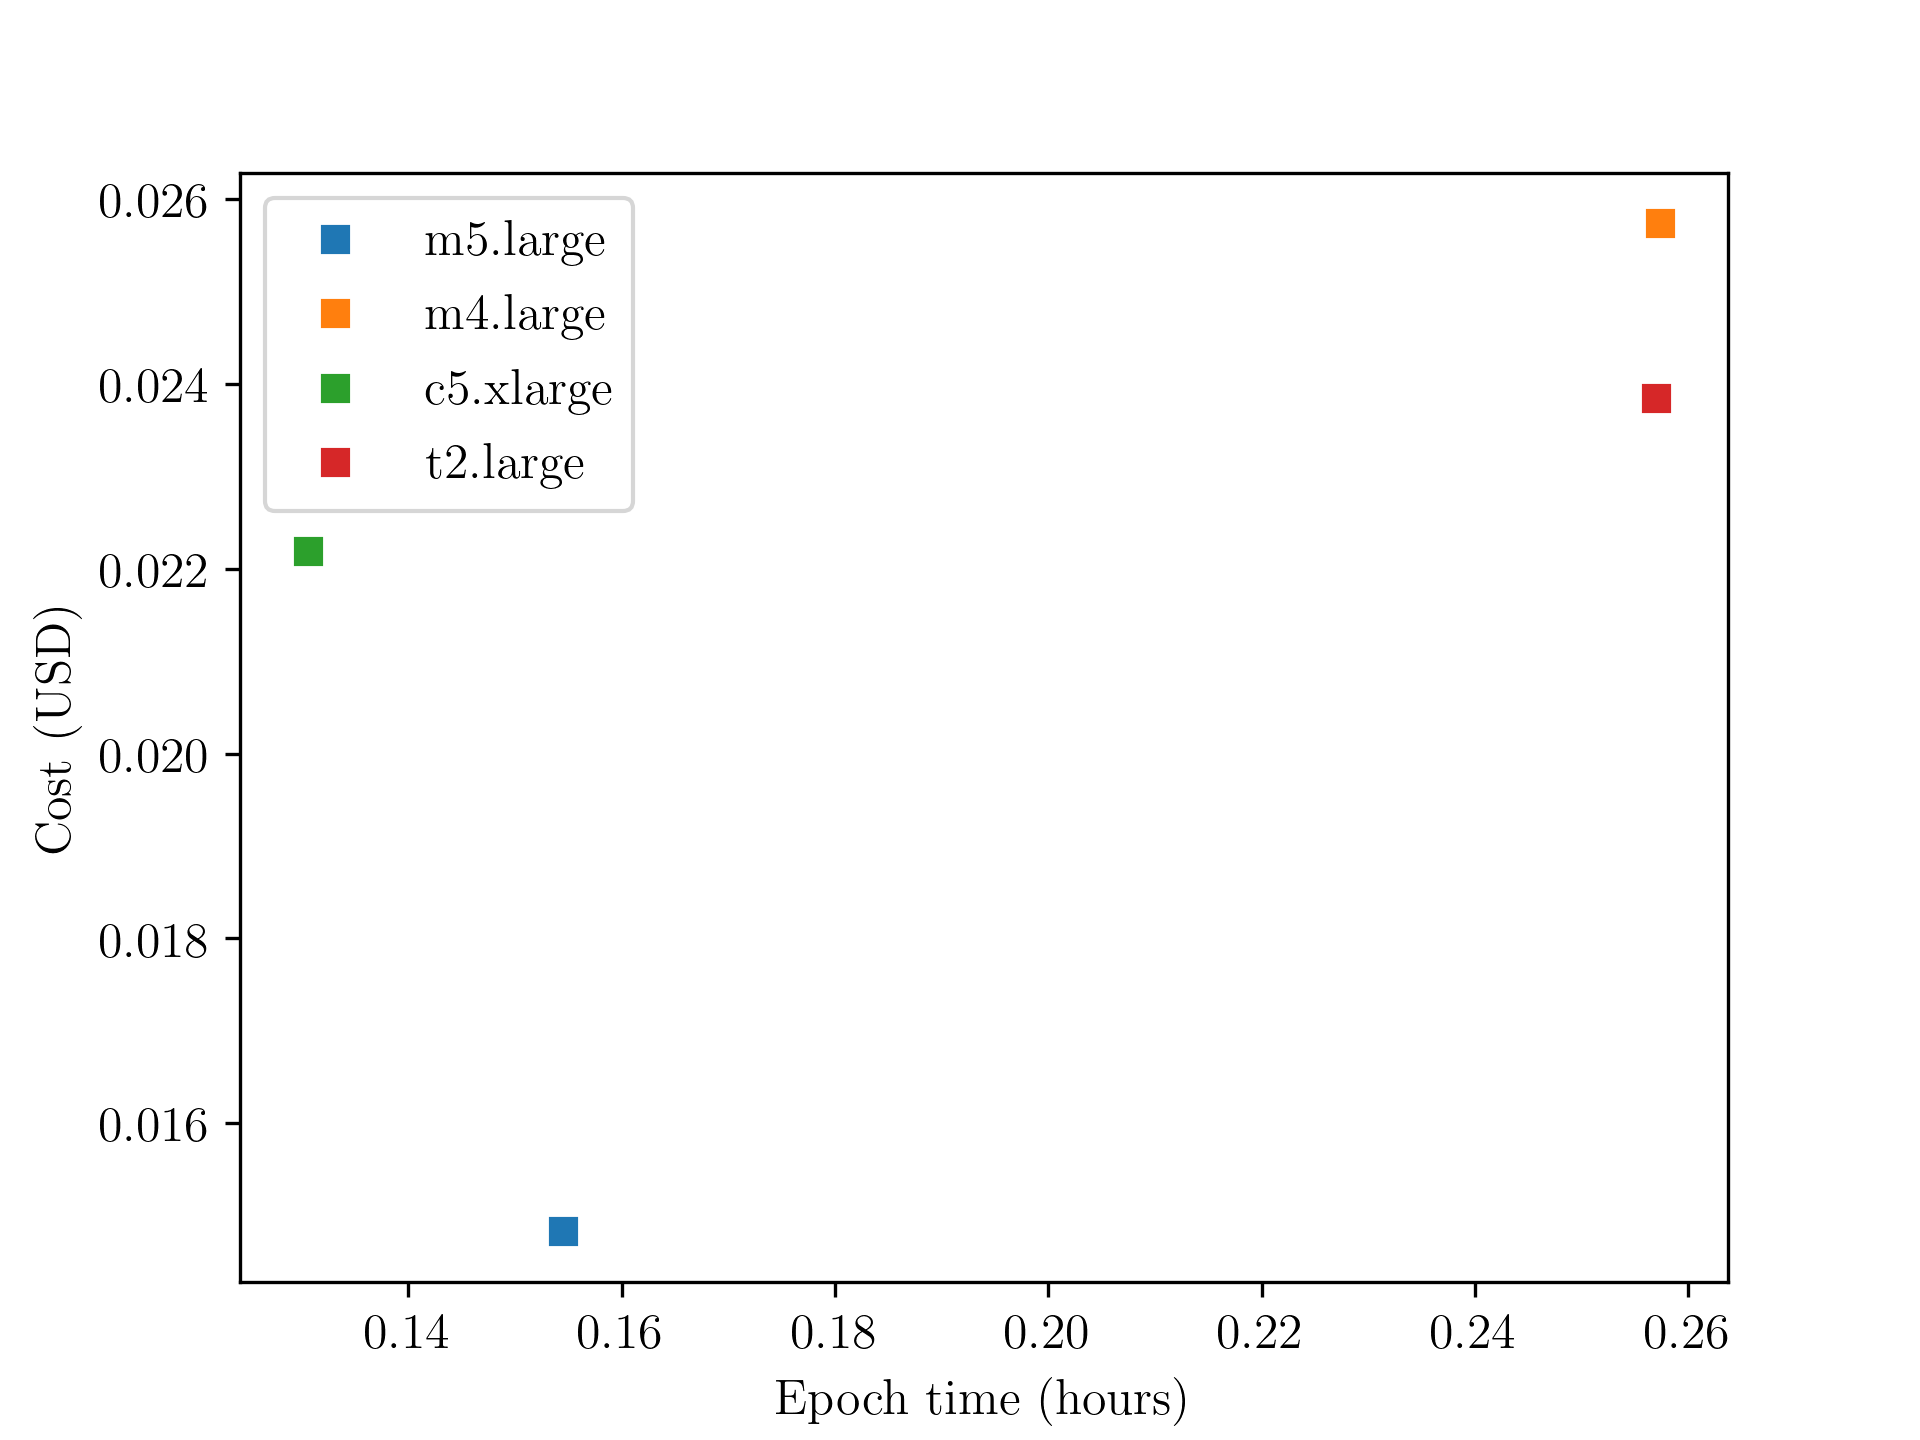 m5.large
m4.large
c5.xlarge
t2.large
0.026
0.024
0.022
0.020
0.018
0.016
Cost (USD)
0.14 0.16 0.18 0.20 0.22 0.24 0.26
Epoch time (hours)